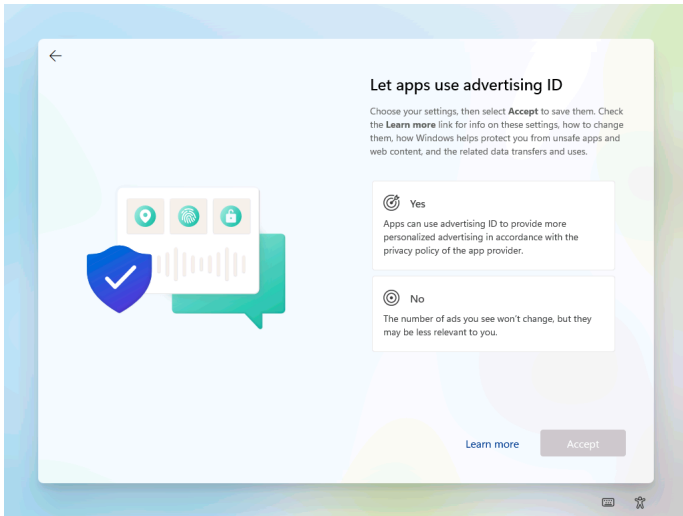 Let apps use advertising ID
Choose your settings, then select Accept to save them. Check
the Learn more link for info on these settings, how to change
them, how Windows helps protect you from unsafe apps and
web content, and the related data transfers and uses.
Yes
Apps can use advertising ID to provide more
personalized advertising in accordance with the
privacy policy of the app provider.
No
The number of ads you see won't change, but they
may be less relevant to you.
Learn more
Accept